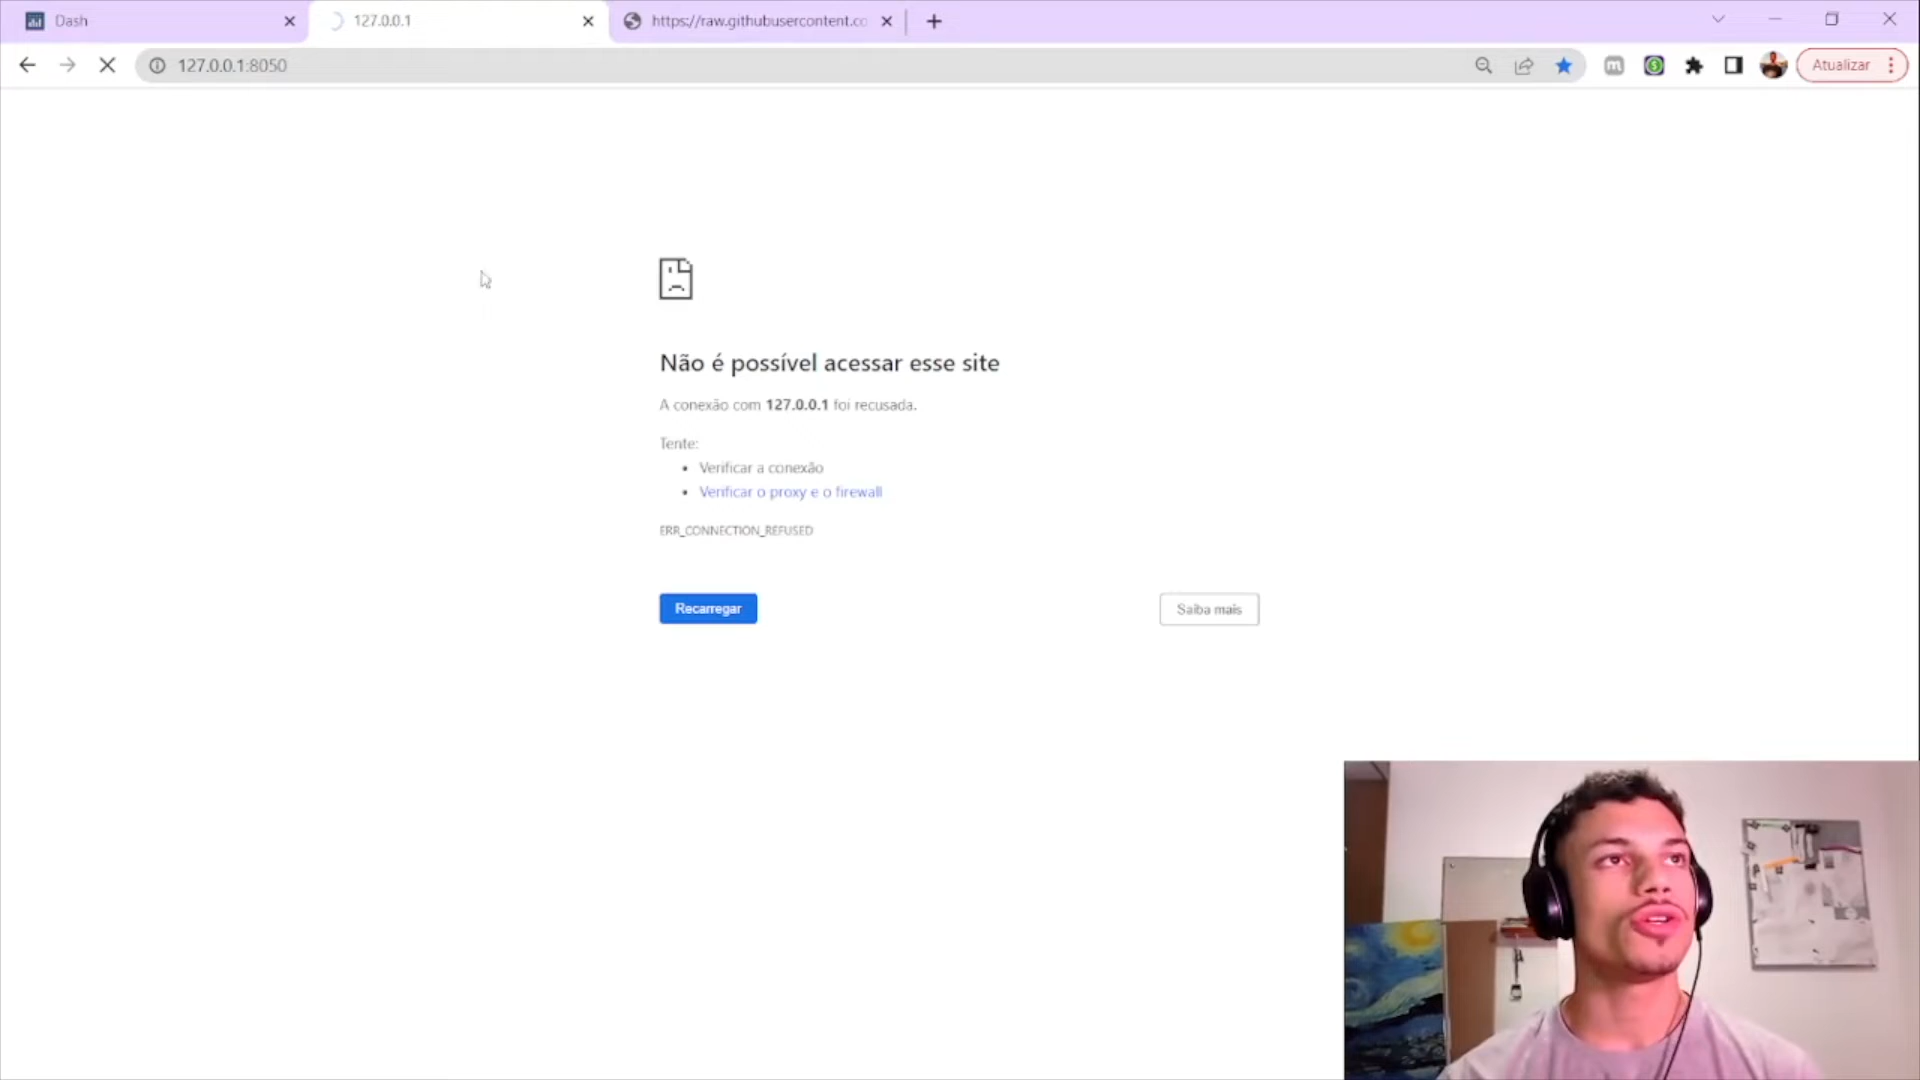 Dash
127.0.0.1
https://raw.githubusercontent.co
127.0.0.1:8050
Atualizar
Não é possível acessar esse site
A conexão com 127.0.0.1 foi recusada.
Tente:
• Verificar a conexão
• Verificar o proxy e o firewall
ERR_CONNECTION_REFUSED
Recarregar
Saiba mais